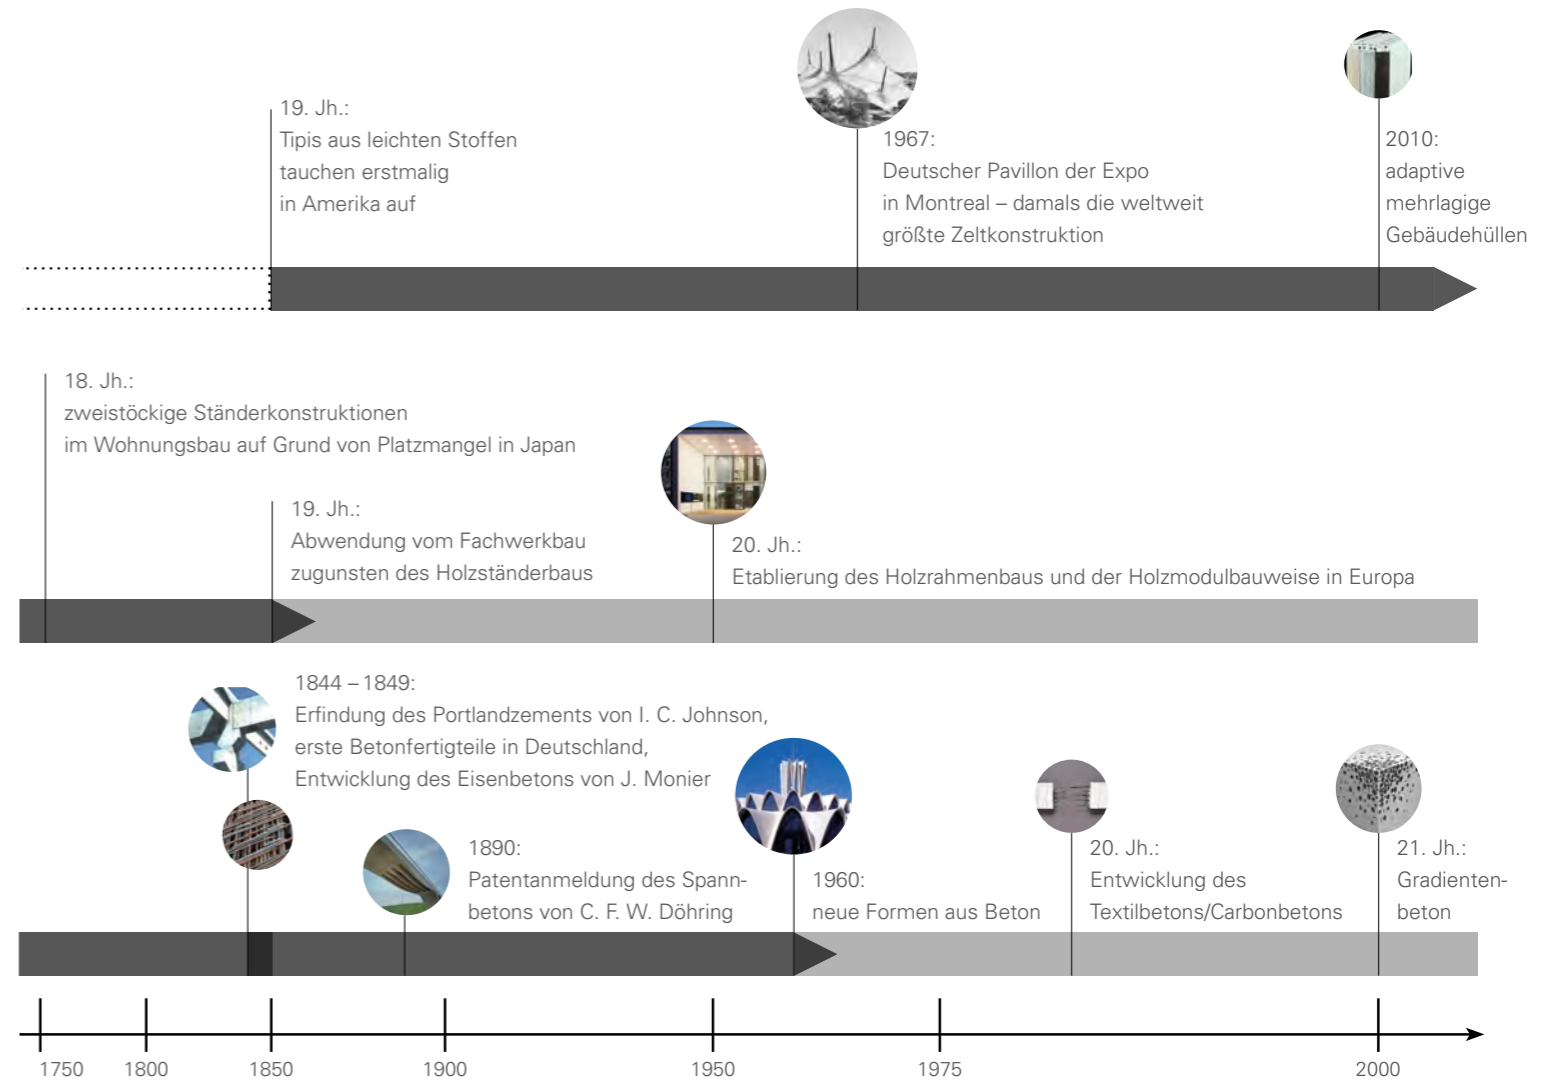 19. Jh.:
Tipis aus leichten Stoffen
tauchen erstmalig
in Amerika auf
1967:
Deutscher Pavillon der Expo
in Montreal – damals die weltweit
größte Zeltkonstruktion
2010:
adaptive
mehrlagige
Gebäudehüllen
18. Jh.:
zweistöckige Ständerkonstruktionen
im Wohnungsbau auf Grund von Platzmangel in Japan
19. Jh.:
Abwendung vom Fachwerkbau
zugunsten des Holzständerbaus
20. Jh.:
Etablierung des Holzrahmenbaus und der Holzmodulbauweise in Europa
1844 – 1849:
Erfindung des Portlandzements von I. C. Johnson,
erste Betonfertigteile in Deutschland,
Entwicklung des Eisenbetons von J. Monier
1890:
Patentanmeldung des Spann-
betons von C. F. W. Döhring
1960:
neue Formen aus Beton
20. Jh.:
Entwicklung des
Textilbetons/Carbonbetons
21. Jh.:
Gradienten-
beton
1750 1800 1850 1900 1950 1975 2000